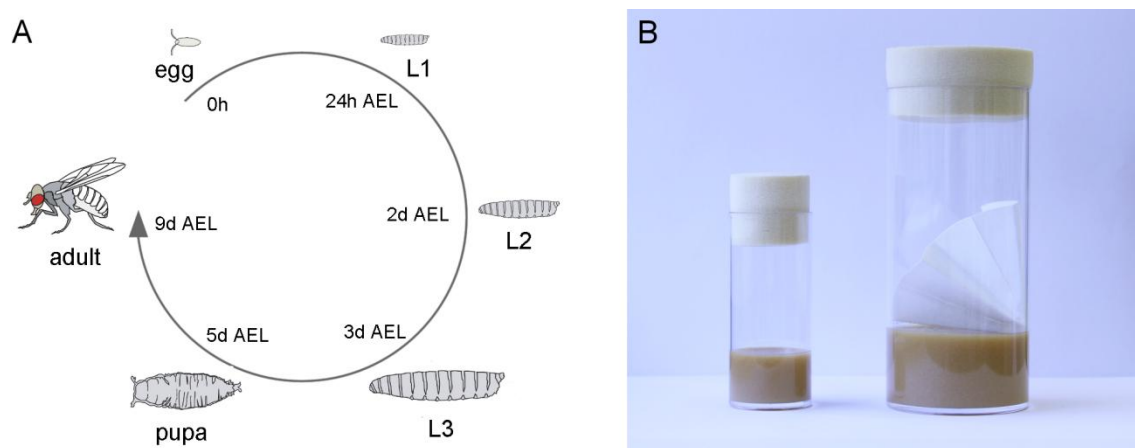 A
egg
0h
L1
24h AEL
2d AEL
L2
3d AEL
L3
5d AEL
pupa
9d AEL
adult
B